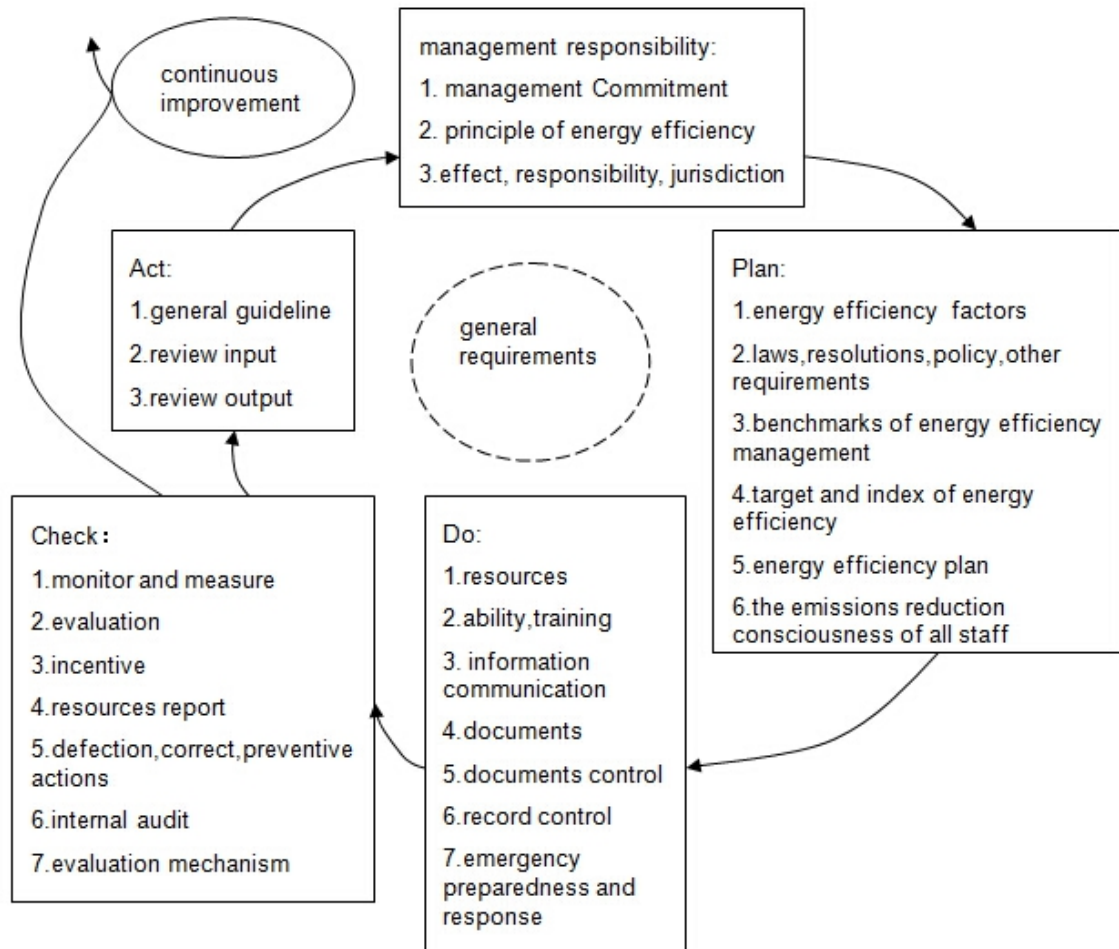 continuous
improvement
management responsibility:
1. management Commitment
2. principle of energy efficiency
3.effect, responsibility, jurisdiction
Act:
1.general guideline
2.review input
3.review output
general
requirements
Plan:
1.energy efficiency factors
2.laws,resolutions,policy,other
requirements
3.benchmarks of energy efficiency
management
4.target and index of energy
efficiency
5.energy efficiency plan
6.the emissions reduction
consciousness of all staff
Check：
1.monitor and measure
2.evaluation
3.incentive
4.resources report
5.defection,correct,preventive
actions
6.internal audit
7.evaluation mechanism
Do:
1.resources
2.ability,training
3. information
communication
4.documents
5.documents control
6.record control
7.emergency
preparedness and
response